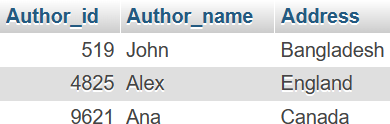 Author_id Author_name Address
519 John Bangladesh
4825 Alex England
9621 Ana Canada